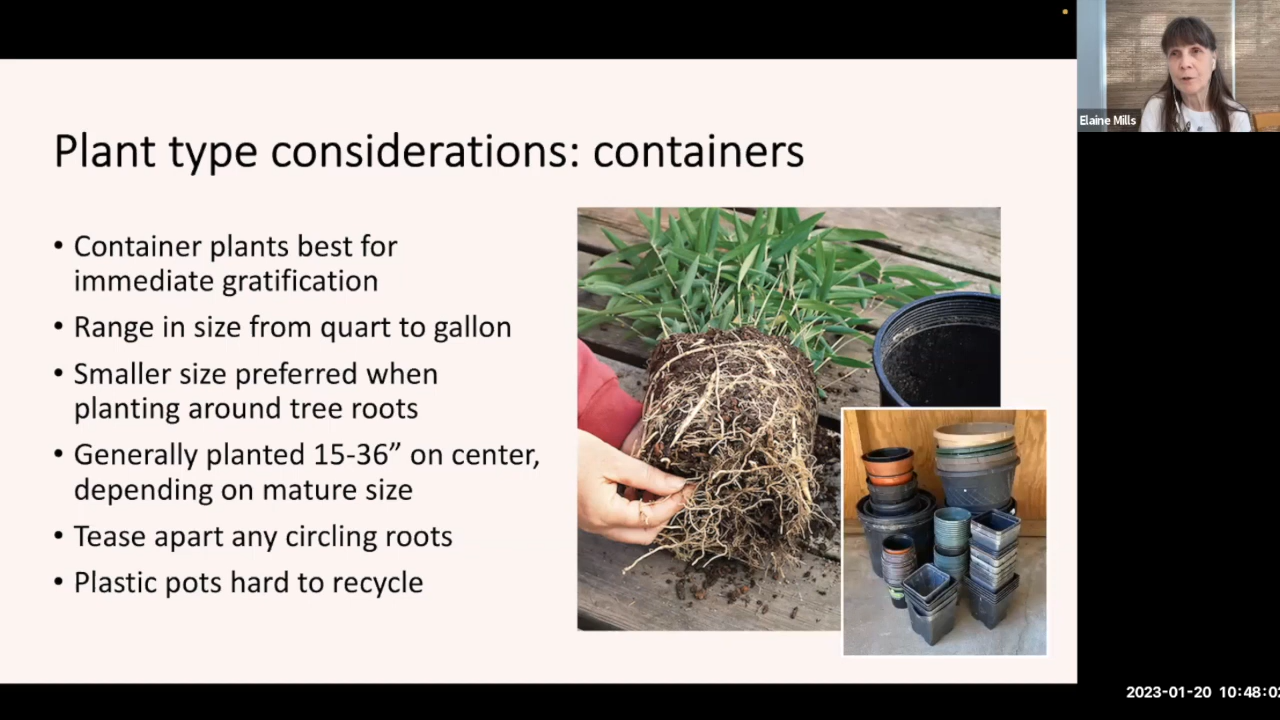 Elaine Mills
Plant type considerations: containers
• Container plants best for
immediate gratification
• Range in size from quart to gallon
• Smaller size preferred when
planting around tree roots
• Generally planted 15-36” on center,
depending on mature size
• Tease apart any circling roots
• Plastic pots hard to recycle
2023-01-20 10:48:02